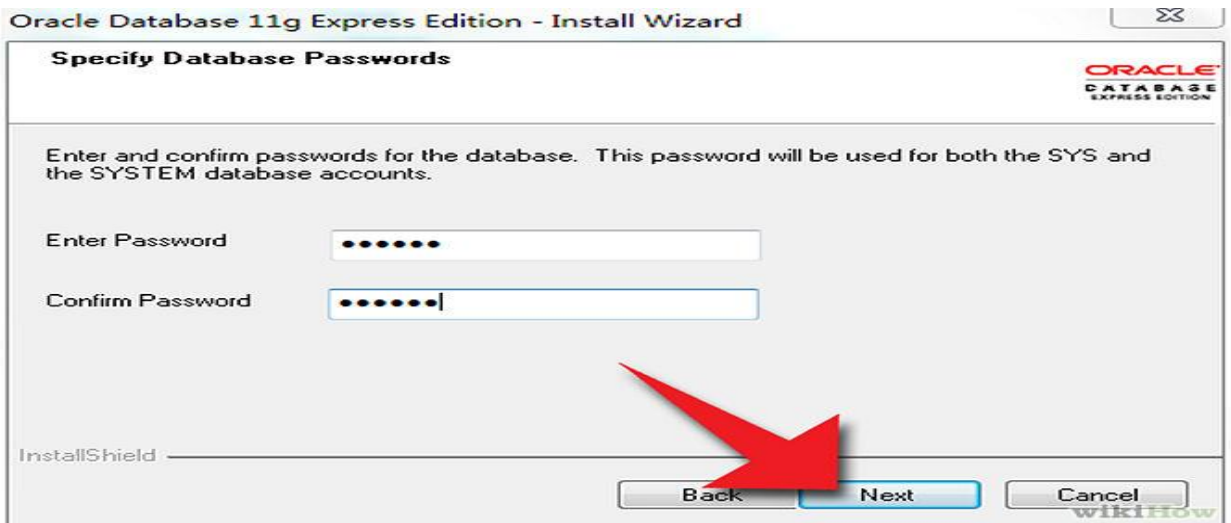 Oracle Database 11g Express Edition - Install Wizard
Specify Database Passwords
ORACLE
DATABASE
EXPRESS EDITION
Enter and confirm passwords for the database. This password will be used for both the SYS and
the SYSTEM database accounts.
Enter Password ●●●●●●
Confirm Password ●●●●●●
InstallShield
Back Next Cancel
wikiHow